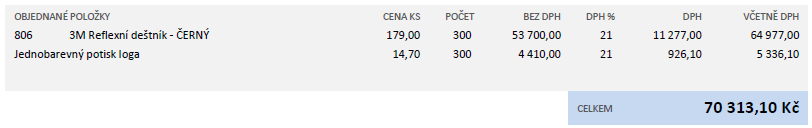 OBJEDNANÉ POLOŽKY CENA KS POČET BEZ DPH DPH % DPH VČETNĚ DPH
806 3M Reflexní deštník - ČERNÝ 179,00 300 53 700,00 21 11 277,00 64 977,00
Jednobarevný potisk loga 14,70 300 4 410,00 21 926,10 5 336,10
CELKEM 70 313,10 Kč